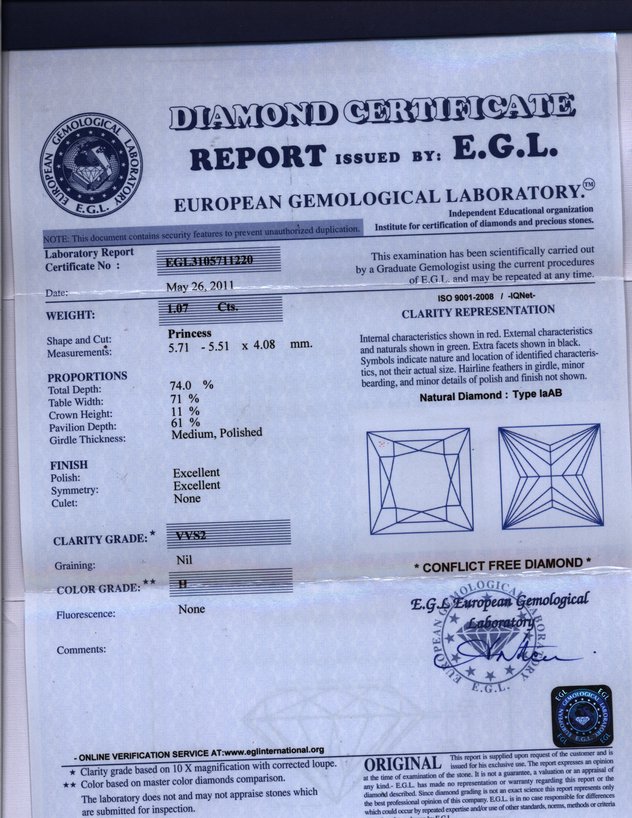 EUROPEAN GEMOLOGICAL LABORATORY
E.G.L.
DIAMOND CERTIFICATE
REPORT ISSUED BY: E.G.L.
EUROPEAN GEMOLOGICAL LABORATORY.™
Independent Educational organization
Institute for certification of diamonds and precious stones.
NOTE: This document contains security features to prevent unauthorized duplication.
Laboratory Report
Certificate No : EGL3105711220
Date: May 26, 2011
WEIGHT: 1.07 Cts.
Shape and Cut: Princess
Measurements: 5.71 - 5.51 x 4.08 mm.
PROPORTIONS
Total Depth: 74.0 %
Table Width: 71 %
Crown Height: 11 %
Pavilion Depth: 61 %
Girdle Thickness: Medium, Polished
FINISH
Polish: Excellent
Symmetry: Excellent
Culet: None
CLARITY GRADE: * VVS2
Graining: Nil
COLOR GRADE: ** H
Fluorescence: None
Comments:
This examination has been scientifically carried out
by a Graduate Gemologist using the current procedures
of E.G.L. and may be repeated at any time.
ISO 9001-2008 / -IQNet-
CLARITY REPRESENTATION
Internal characteristics shown in red. External characteristics
and naturals shown in green. Extra facets shown in black.
Symbols indicate nature and location of identified characteris-
tics, not their actual size. Hairline feathers in girdle, minor
bearding, and minor details of polish and finish not shown.
Natural Diamond : Type IaAB
* CONFLICT FREE DIAMOND *
E.G.L European Gemological
Laboratory
EUROPEAN GEMOLOGICAL LABORATORY
E.G.L.
- ONLINE VERIFICATION SERVICE AT:www.eglinternational.org
★ Clarity grade based on 10 X magnification with corrected loupe.
★★ Color based on master color diamonds comparison.
The laboratory does not and may not appraise stones which
are submitted for inspection.
ORIGINAL This report is supplied upon request of the customer and is
issued for his exclusive use. The report expresses an opinion
at the time of examination of the stone. It is not a guarantee, a valuation or an appraisal of
any kind.- E.G.L. has made no representation or warranty regarding this report or the
diamond described. Since diamond grading is not an exact science this report represents only
the best professional opinion of this company. E.G.L. is in no case responsible for differences
which could occur by repeated expertise and/or use of other standards, norms, methods or criteria
EGL EGL